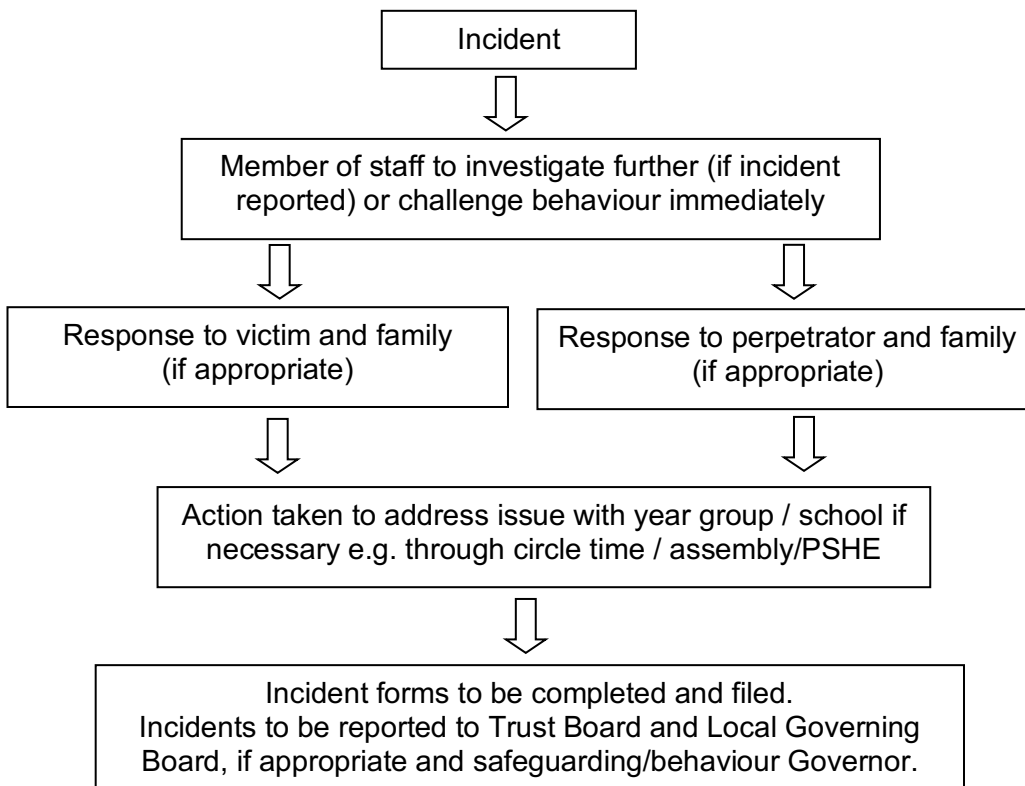 Incident
Member of staff to investigate further (if incident
reported) or challenge behaviour immediately
Response to victim and family
(if appropriate)
Response to perpetrator and family
(if appropriate)
Action taken to address issue with year group / school if
necessary e.g. through circle time / assembly/PSHE
Incident forms to be completed and filed.
Incidents to be reported to Trust Board and Local Governing
Board, if appropriate and safeguarding/behaviour Governor.